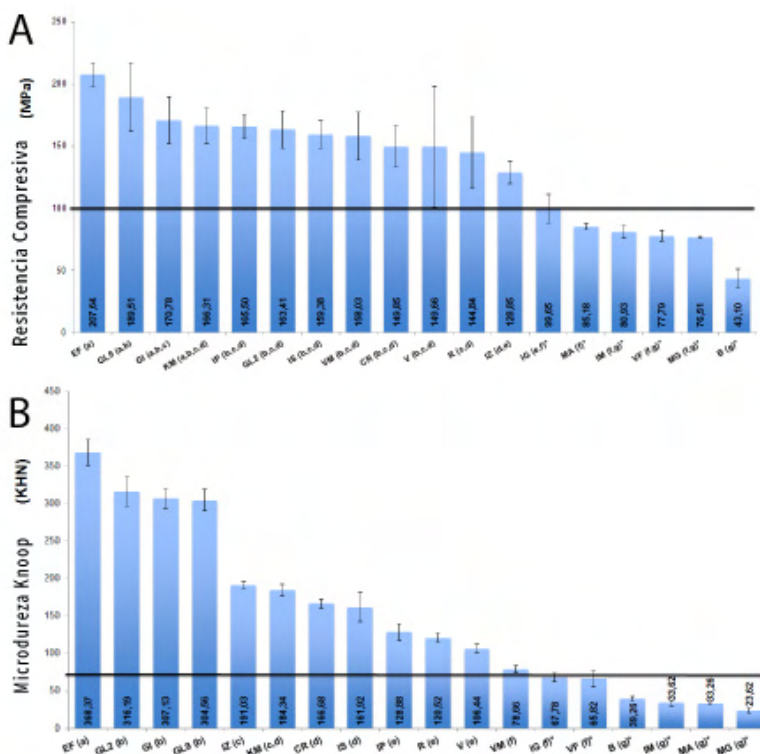 A
Resistencia Compresiva (MPa)
250
200
150
100
50
0
207,64 189,51 170,78 166,31 165,50 163,41 159,38 158,03 149,85 149,66 144,84 128,85 99,65 85,18 80,93 77,79 76,51 43,10
EF (a) GL9 (a,b) GI (a,b,c) KM (a,b,c,d) IP (b,c,d) GL2 (b,c,d) IS (b,c,d) VM (b,c,d) CR (b,c,d) V (b,c,d) R (c,d) IZ (d,e) IG (e,f)* MA (f)* IM (f,g)* VF (f,g)* MG (f,g)* B (g)*
B
Microdureza Knoop (KHN)
450
400
350
300
250
200
150
100
50
0
368,37 316,19 307,13 304,56 191,03 184,34 166,68 161,92 128,88 120,52 106,44 78,66 67,78 65,82 39,26 33,62 33,26 23,62
EF (a) GL2 (b) GI (b) GL9 (b) IZ (c) KM (c,d) CR (d) IS (d) IP (e) R (e) V (e) VM (f) IG (f)* VF (f)* B (g)* IM (g)* MA (g)* MG (g)*